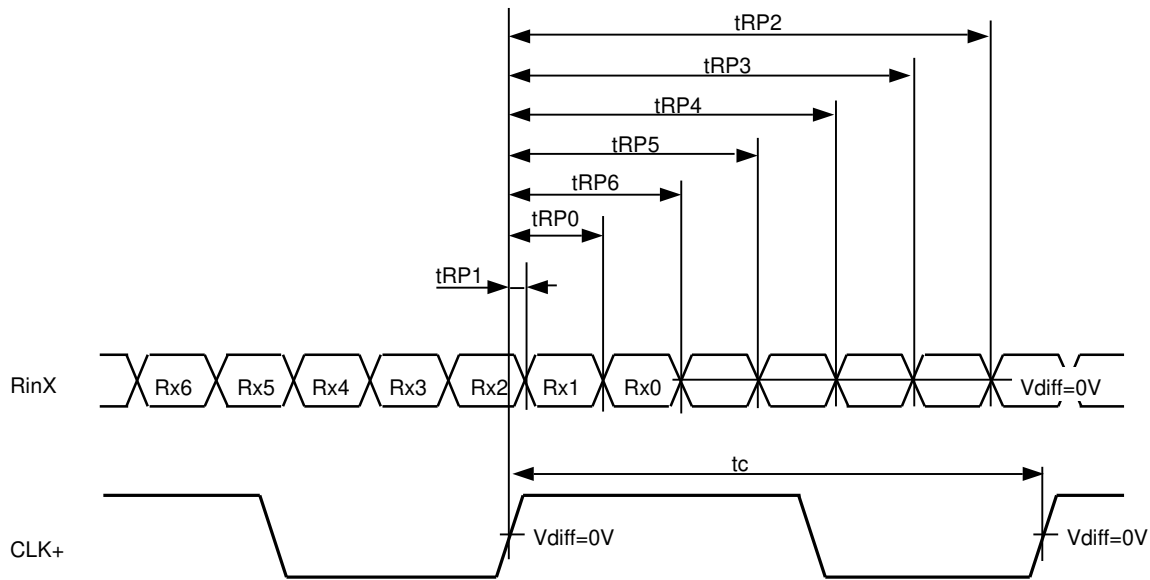 tRP2
tRP3
tRP4
tRP5
tRP6
tRP0
tRP1
RinX
Rx6 Rx5 Rx4 Rx3 Rx2 Rx1 Rx0 Vdiff=0V
tc
CLK+ Vdiff=0V Vdiff=0V